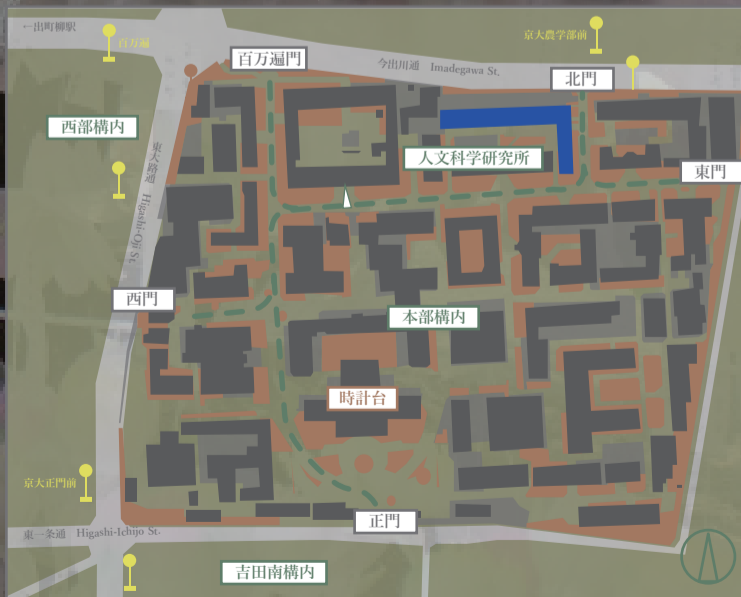 ←出町柳駅
百万遍
百万遍門
今出川通 Imadegawa St.
京大農学部前
北門
西部構内
東大路通 Higashi-Oji St.
人文科学研究所
東門
西門
本部構内
時計台
京大正門前
正門
東一条通 Higashi-Ichijo St.
吉田南構内